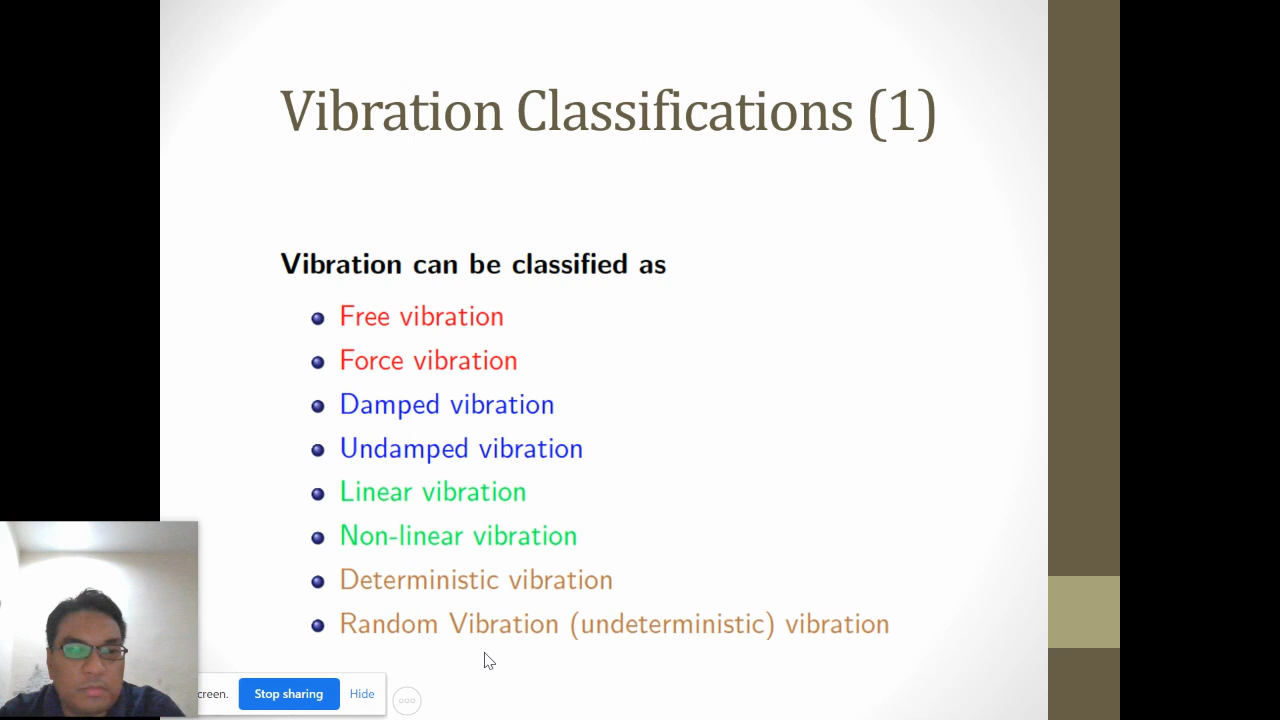 Vibration Classifications (1)
Vibration can be classified as
Free vibration
Force vibration
Damped vibration
Undamped vibration
Linear vibration
Non-linear vibration
Deterministic vibration
Random Vibration (undeterministic) vibration
creen. Stop sharing Hide